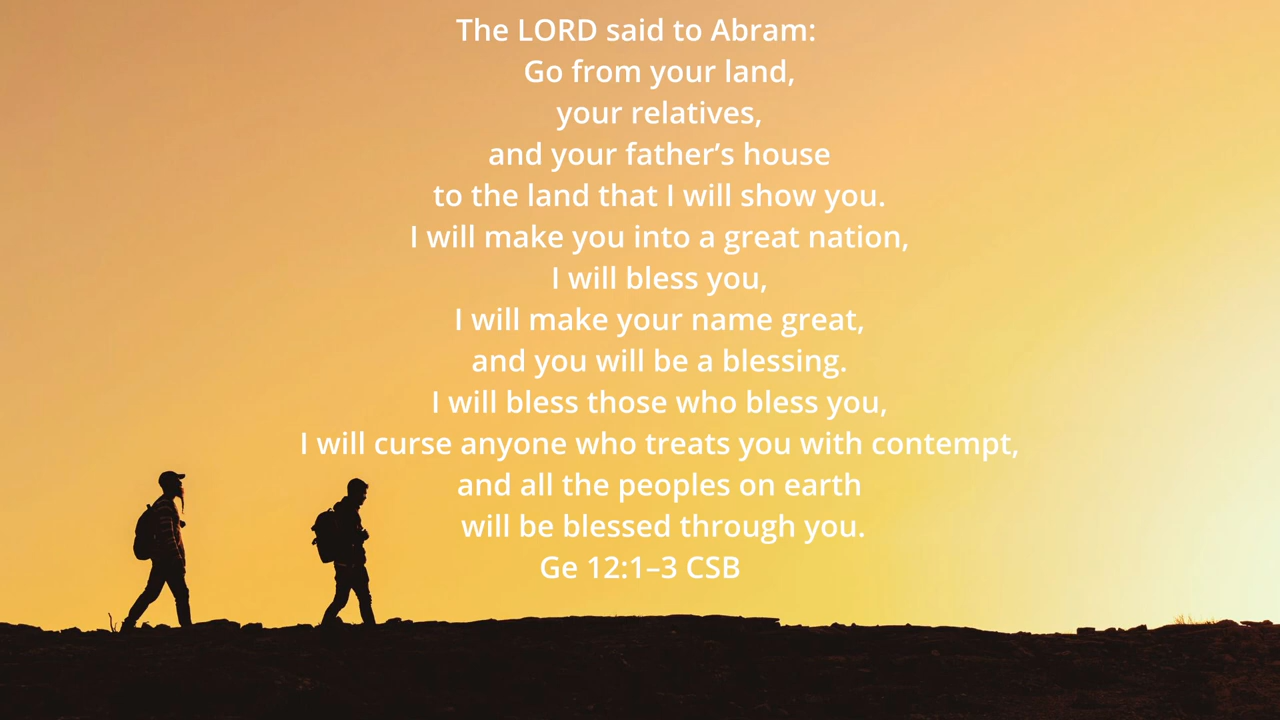 The LORD said to Abram:
Go from your land,
your relatives,
and your father’s house
to the land that I will show you.
I will make you into a great nation,
I will bless you,
I will make your name great,
and you will be a blessing.
I will bless those who bless you,
I will curse anyone who treats you with contempt,
and all the peoples on earth
will be blessed through you.
Ge 12:1–3 CSB